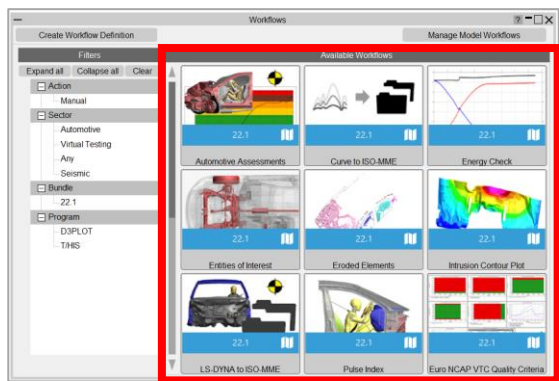 Workflows
?
Create Workflow Definition
Manage Model Workflows
Filters
Available Workflows
Expand all Collapse all Clear
Action
Manual
Sector
Automotive
Virtual Testing
Any
Seismic
Bundle
22.1
Program
D3PLOT
T/HIS
22.1 22.1 22.1
Automotive Assessments Curve to ISO-MME Energy Check
22.1 22.1 22.1
Entities of Interest Eroded Elements Intrusion Contour Plot
22.1 22.1 22.1
LS-DYNA to ISO-MME Pulse Index Euro NCAP VTC Quality Criteria